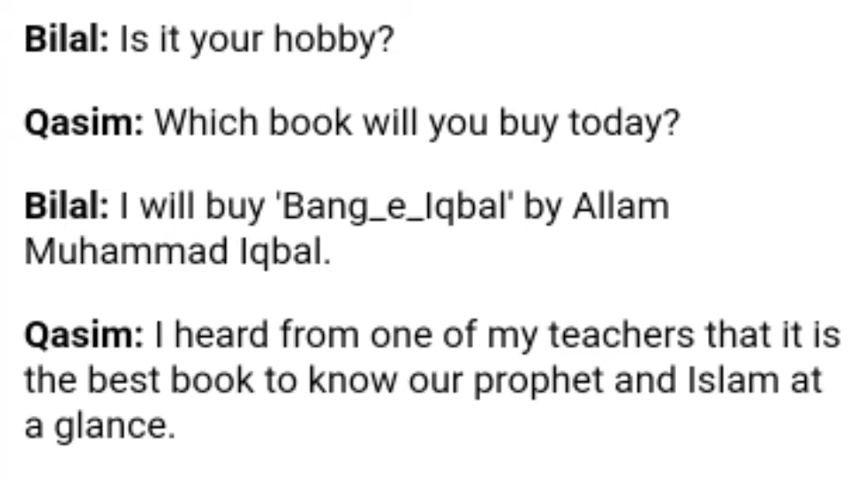 Bilal: Is it your hobby?
Qasim: Which book will you buy today?
Bilal: I will buy 'Bang_e_Iqbal' by Allam
Muhammad Iqbal.
Qasim: I heard from one of my teachers that it is
the best book to know our prophet and Islam at
a glance.